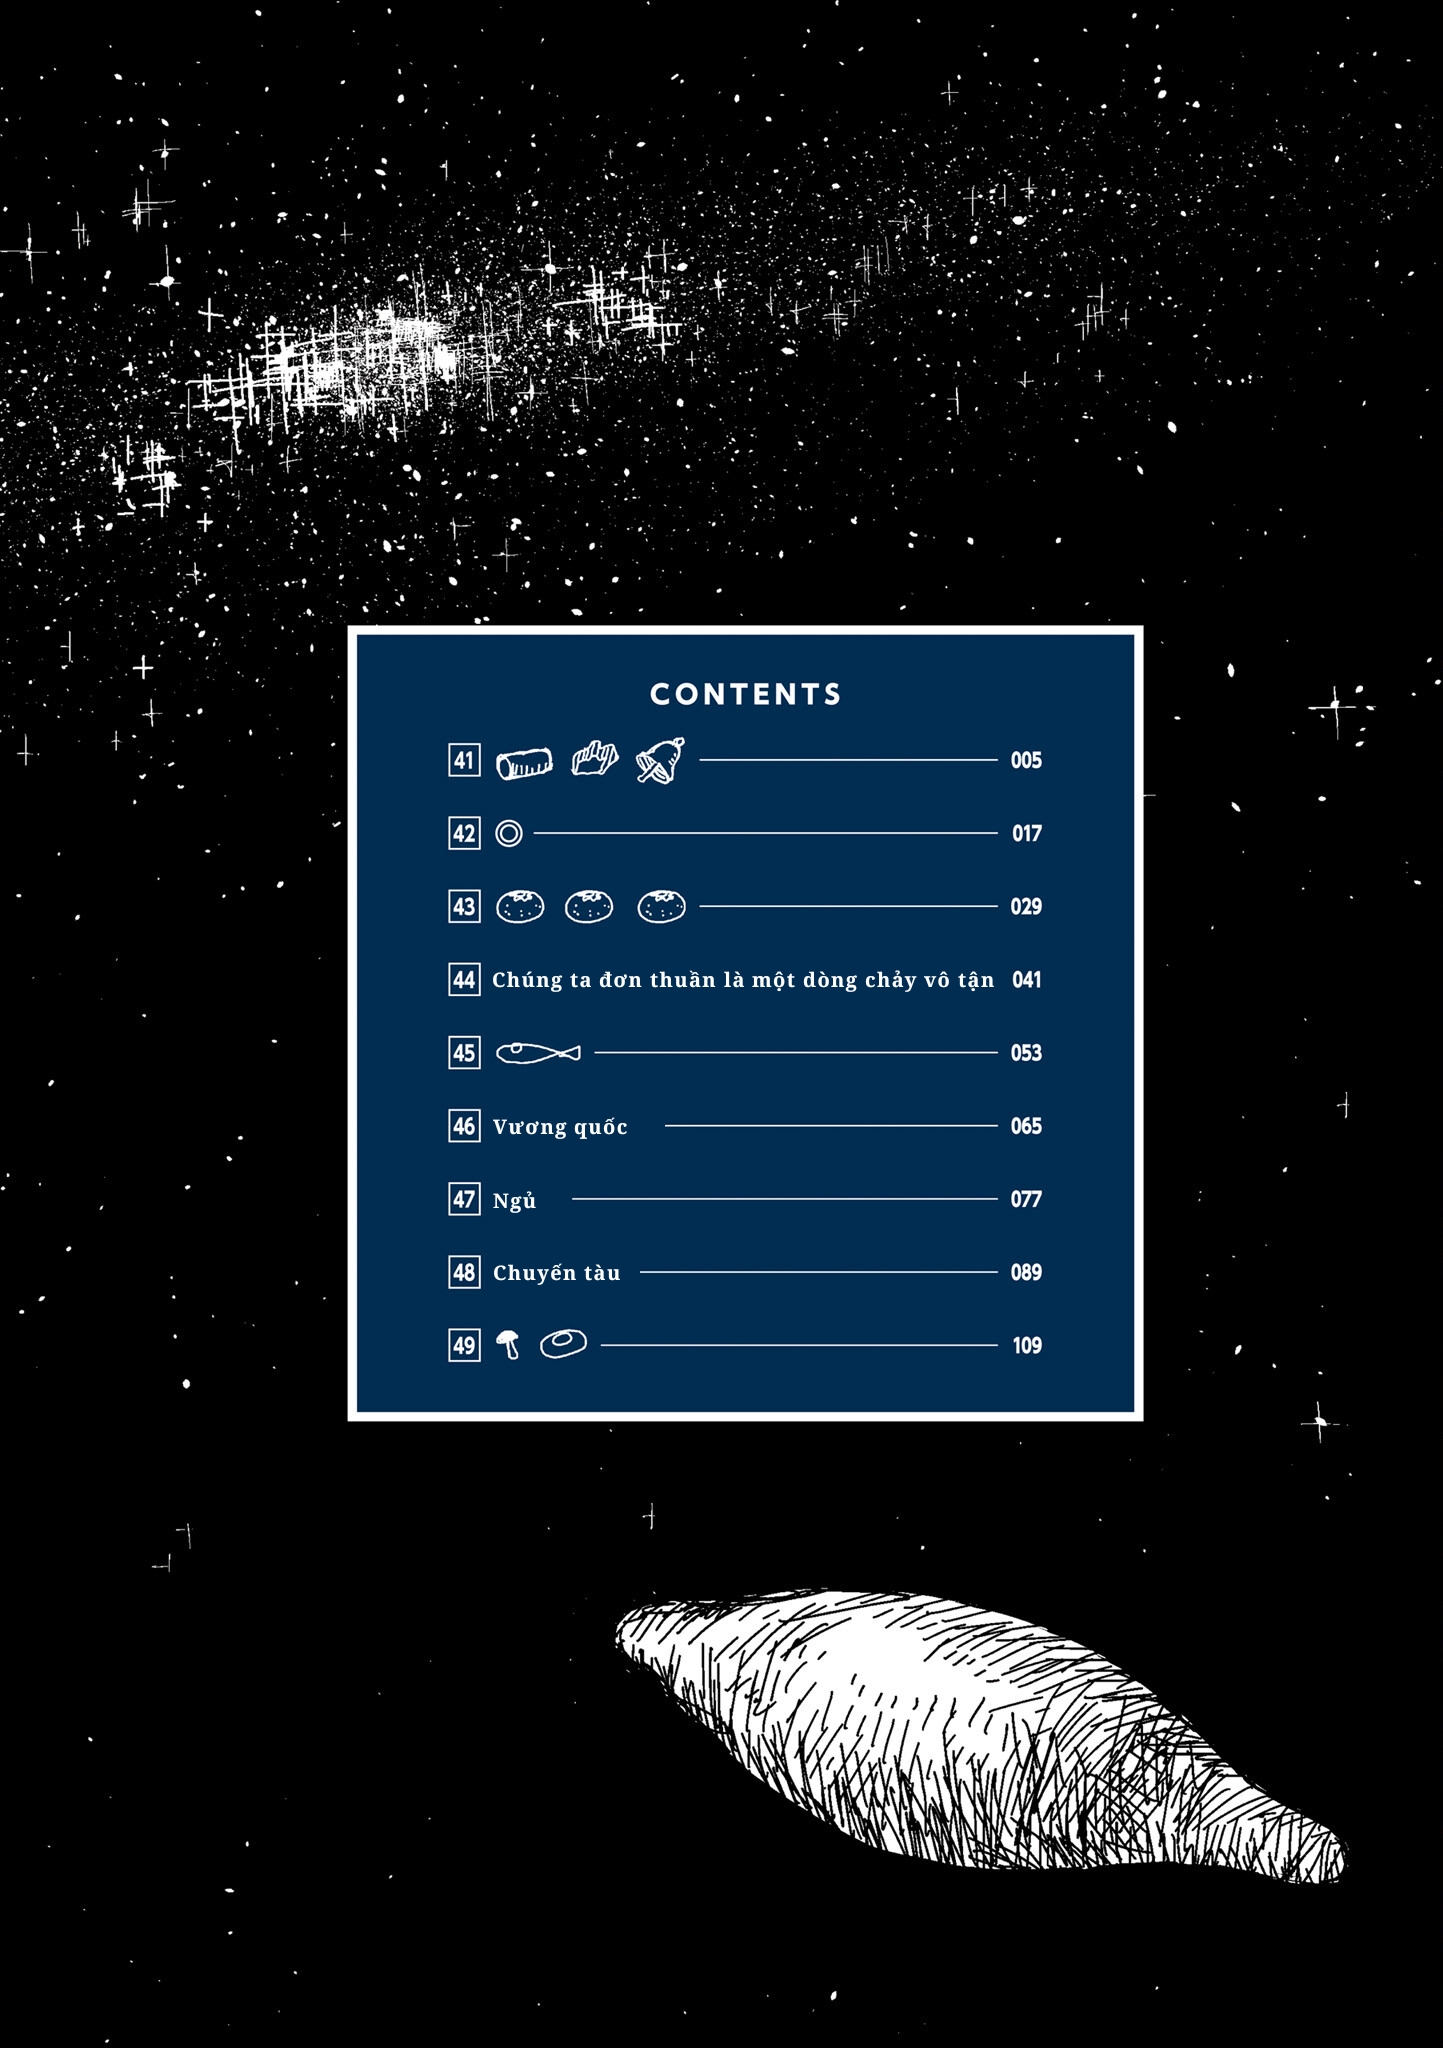 CONTENTS
41 005
42 017
43 029
44 Chúng ta đơn thuần là một dòng chảy vô tận 041
45 053
46 Vương quốc 065
47 Ngủ 077
48 Chuyến tàu 089
49 109